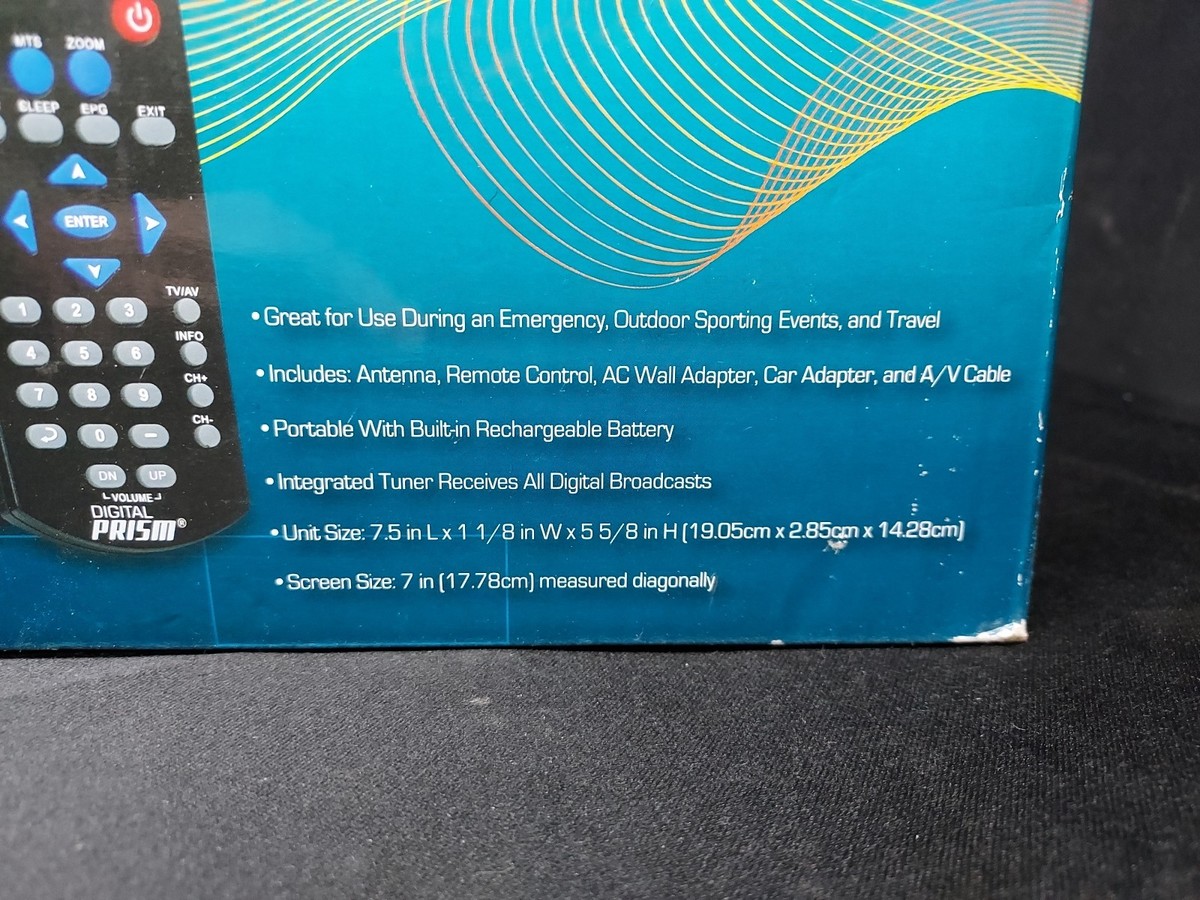 MTS ZOOM
SLEEP EPG EXIT
ENTER
TV/AV
1 2 3
INFO
4 5 6
CH+
7 8 9
CH-
0 -
DN UP
VOLUME
DIGITAL
PRISM®
•Great for Use During an Emergency, Outdoor Sporting Events, and Travel
•Includes: Antenna, Remote Control, AC Wall Adapter, Car Adapter, and A/V Cable
•Portable With Built-in Rechargeable Battery
•Integrated Tuner Receives All Digital Broadcasts
•Unit Size: 7.5 in L x 1 1/8 in W x 5 5/8 in H (19.05cm x 2.85cm x 14.28cm)
•Screen Size: 7 in (17.78cm) measured diagonally